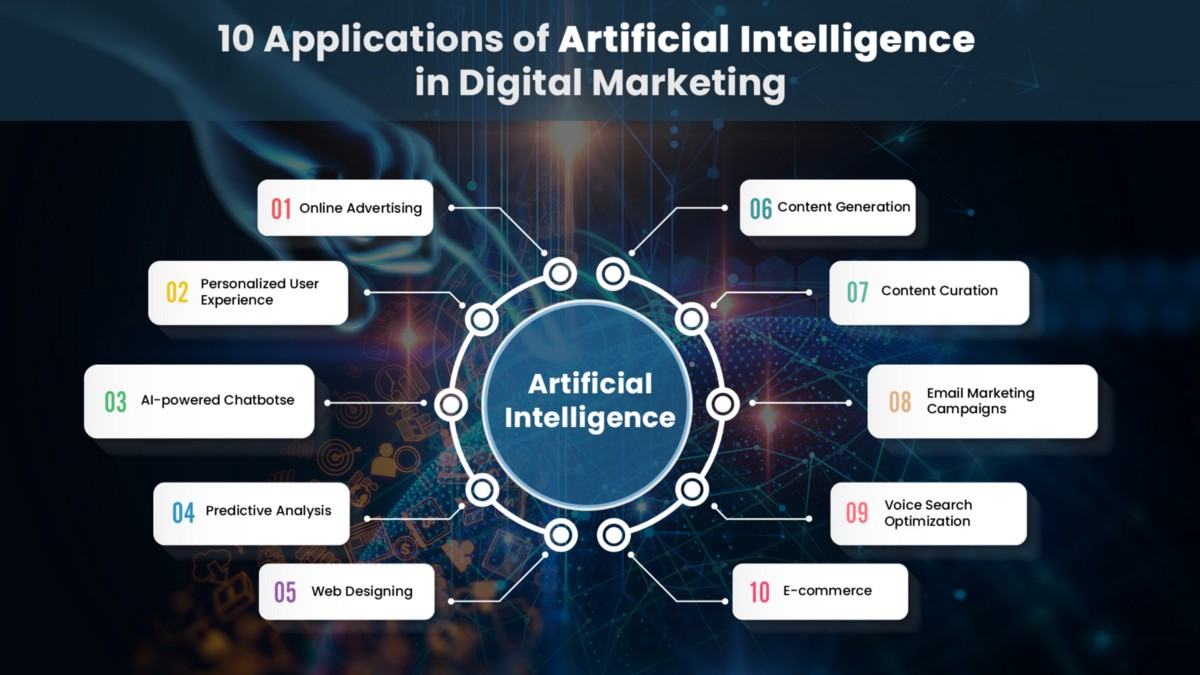 10 Applications of Artificial Intelligence
in Digital Marketing
01 Online Advertising
02 Personalized User
Experience
03 AI-powered Chatbotse
04 Predictive Analysis
05 Web Designing
Artificial
Intelligence
06 Content Generation
07 Content Curation
08 Email Marketing
Campaigns
09 Voice Search
Optimization
10 E-commerce